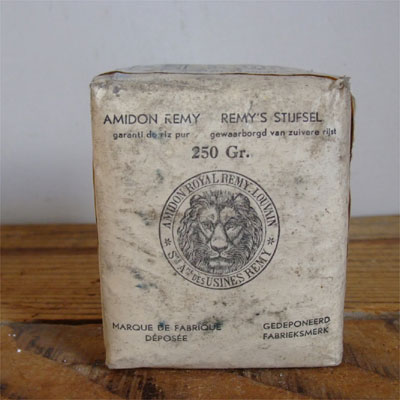 AMIDON REMY REMY'S STIJFSEL
garanti de riz pur gewaarborgd van zuivere rijst
250 Gr.
AMIDON ROYAL REMY-LOUVAIN
Sté Ame DES USINES REMY
MARQUE DE FABRIQUE
DÉPOSÉE
GEDEPONEERD
FABRIEKSMERK